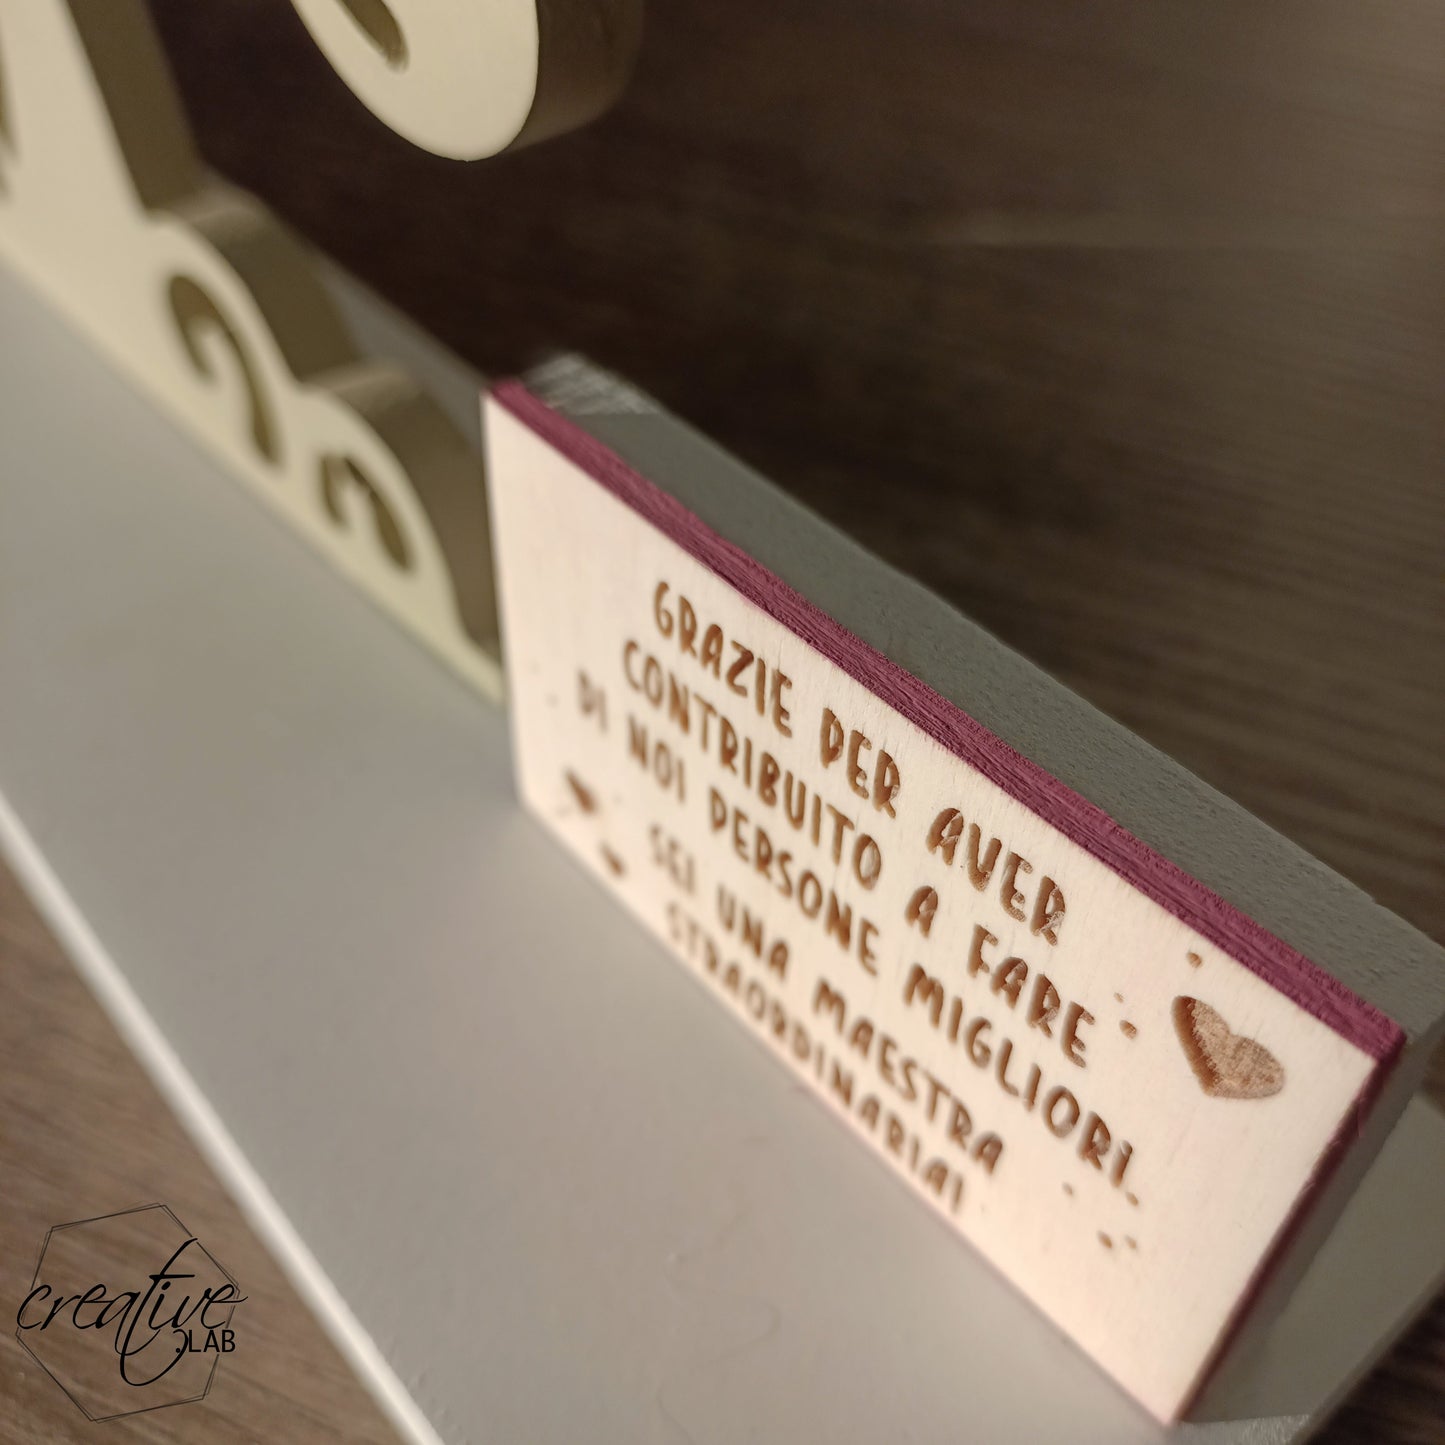 GRAZIE PER AVER
CONTRIBUITO A FARE
DI NOI PERSONE MIGLIORI.
SEI UNA MAESTRA
STRAORDINARIA!
creative
LAB